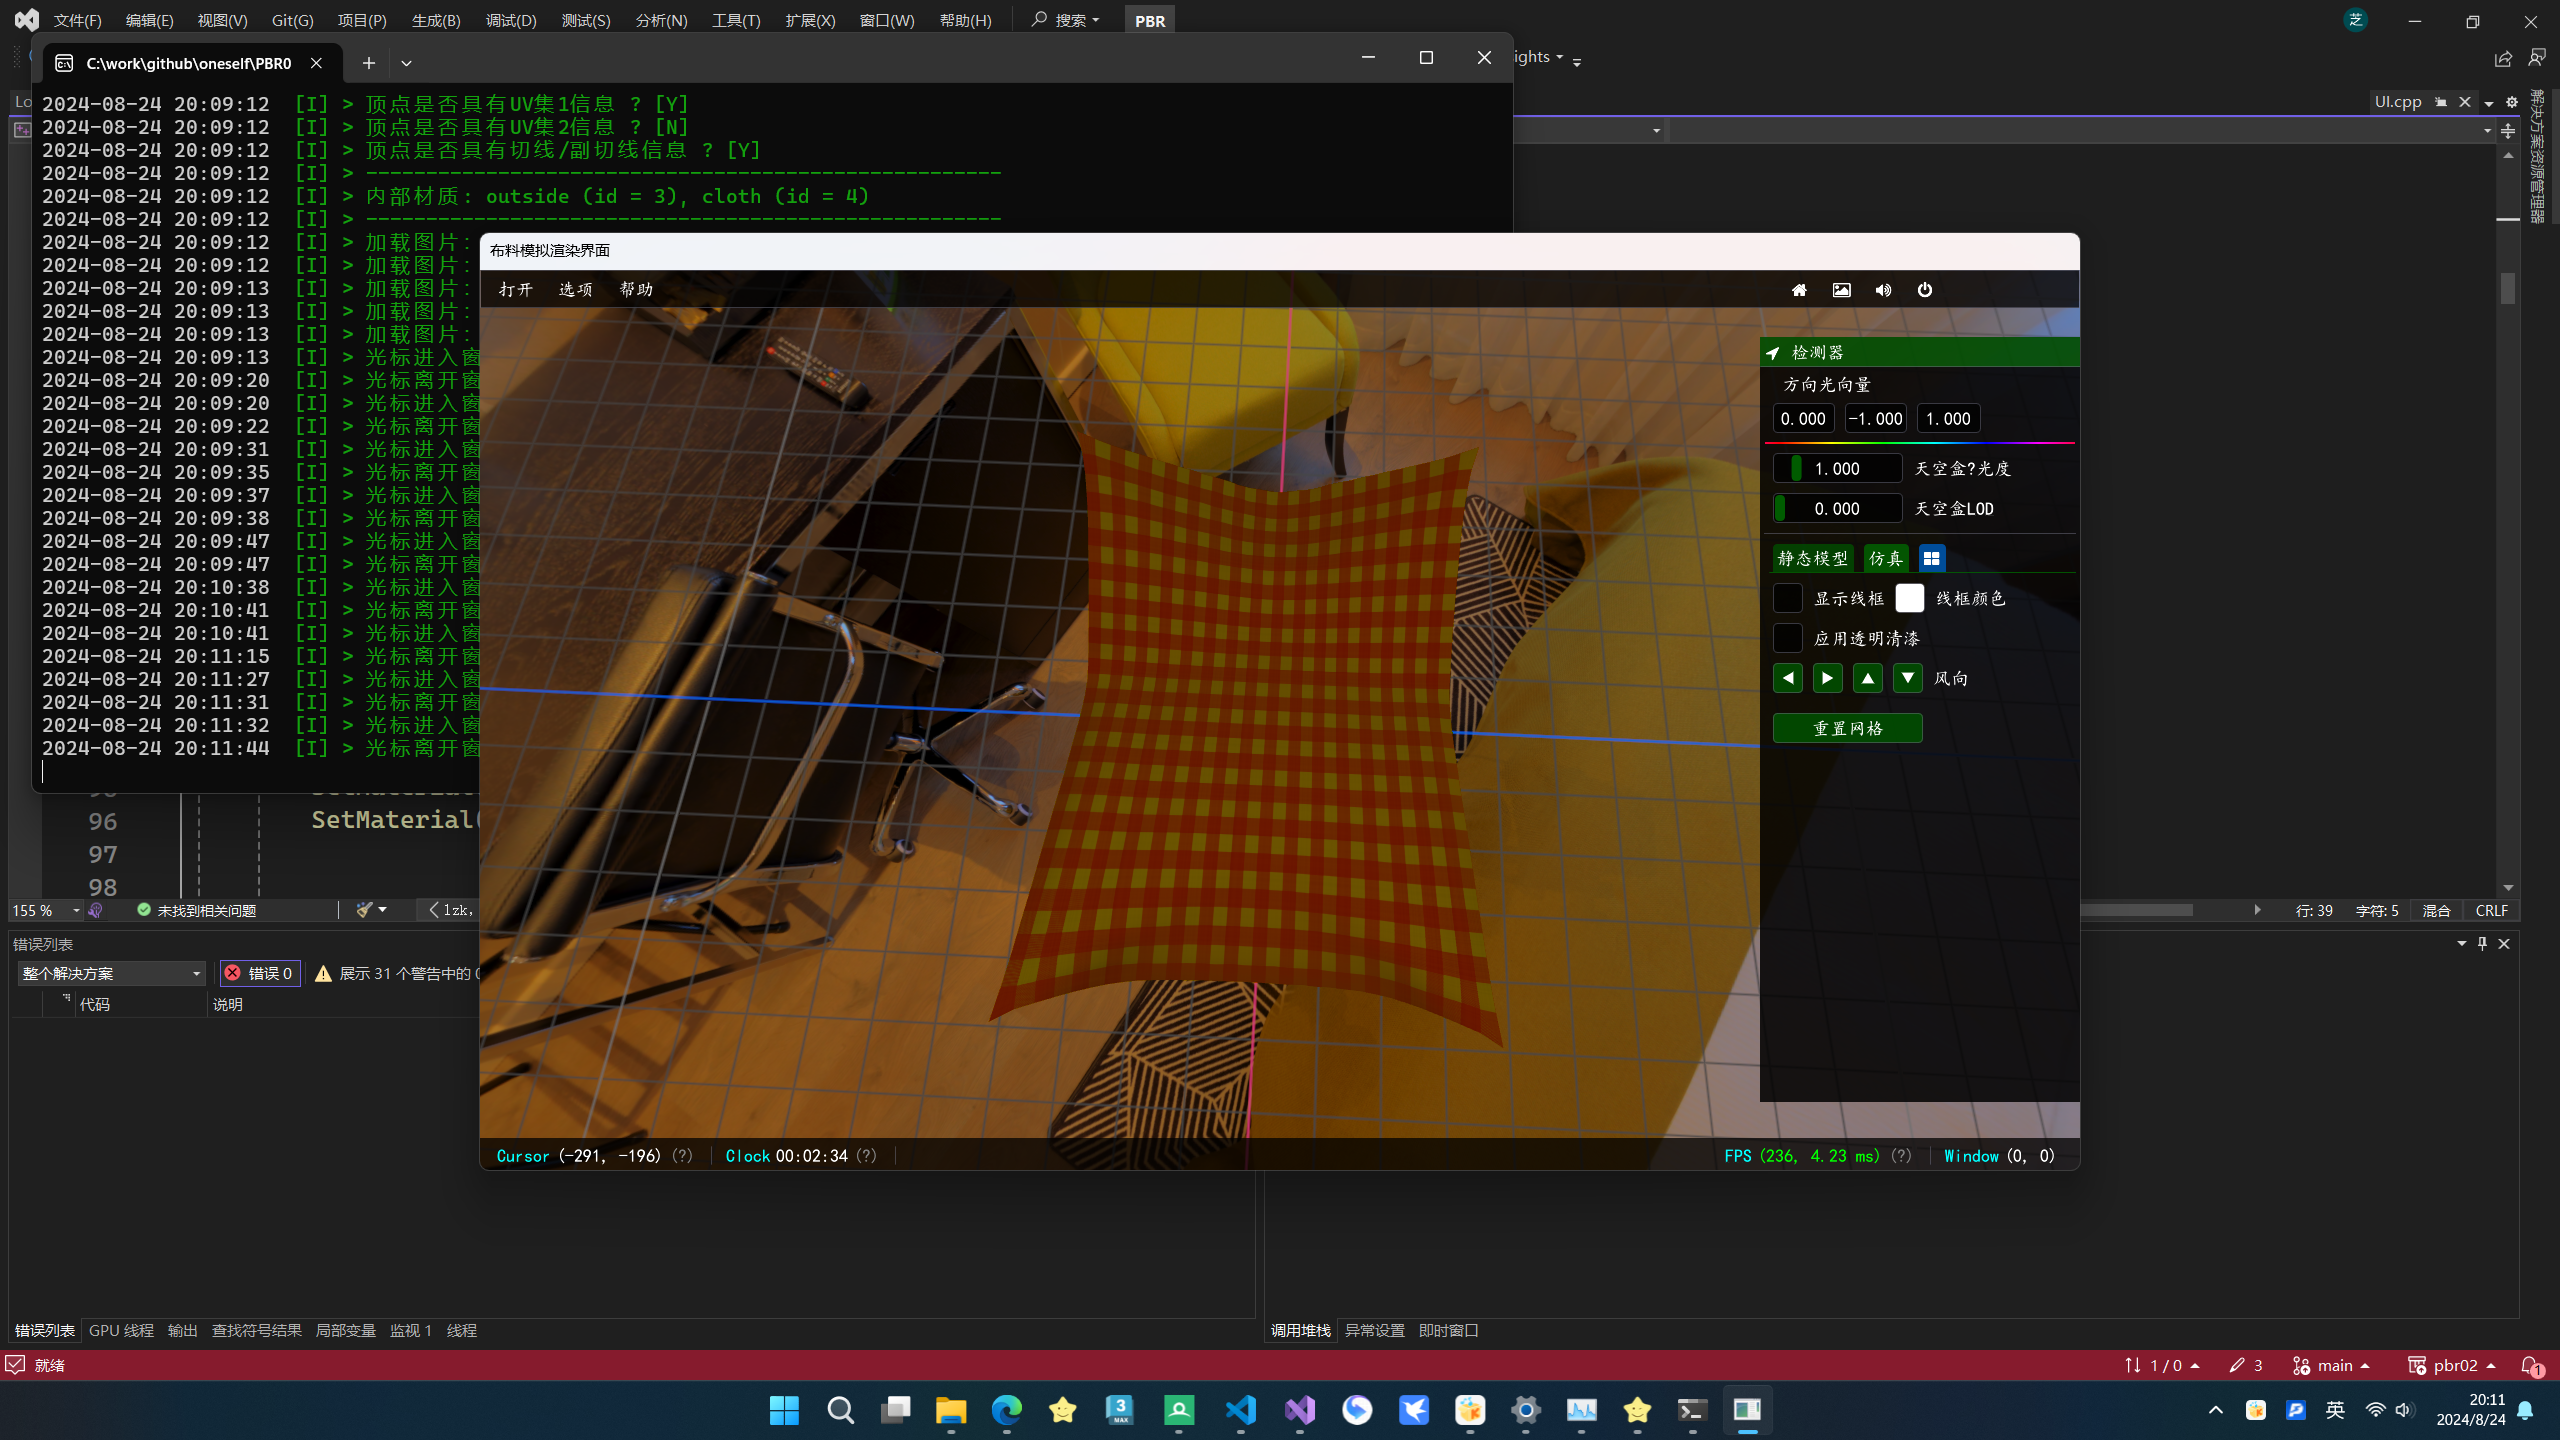 文件(F) 编辑(E) 视图(V) Git(G) 项目(P) 生成(B) 调试(D) 测试(S) 分析(N) 工具(T) 扩展(X) 窗口(W) 帮助(H) 搜索 PBR 芝
C:\work\github\oneself\PBR0
ights
Lo
UI.cpp
解决方案资源管理器
2024-08-24 20:09:12 [I] > 顶点是否具有UV集1信息 ? [Y]
2024-08-24 20:09:12 [I] > 顶点是否具有UV集2信息 ? [N]
2024-08-24 20:09:12 [I] > 顶点是否具有切线/副切线信息 ? [Y]
2024-08-24 20:09:12 [I] > -----------------------------------------------------
2024-08-24 20:09:12 [I] > 内部材质: outside (id = 3), cloth (id = 4)
2024-08-24 20:09:12 [I] > -----------------------------------------------------
2024-08-24 20:09:12 [I] > 加载图片:
2024-08-24 20:09:12 [I] > 加载图片:
2024-08-24 20:09:13 [I] > 加载图片:
2024-08-24 20:09:13 [I] > 加载图片:
2024-08-24 20:09:13 [I] > 加载图片:
2024-08-24 20:09:13 [I] > 光标进入窗
2024-08-24 20:09:20 [I] > 光标离开窗
2024-08-24 20:09:20 [I] > 光标进入窗
2024-08-24 20:09:22 [I] > 光标离开窗
2024-08-24 20:09:31 [I] > 光标进入窗
2024-08-24 20:09:35 [I] > 光标离开窗
2024-08-24 20:09:37 [I] > 光标进入窗
2024-08-24 20:09:38 [I] > 光标离开窗
2024-08-24 20:09:47 [I] > 光标进入窗
2024-08-24 20:09:47 [I] > 光标离开窗
2024-08-24 20:10:38 [I] > 光标进入窗
2024-08-24 20:10:41 [I] > 光标离开窗
2024-08-24 20:10:41 [I] > 光标进入窗
2024-08-24 20:11:15 [I] > 光标离开窗
2024-08-24 20:11:27 [I] > 光标进入窗
2024-08-24 20:11:31 [I] > 光标离开窗
2024-08-24 20:11:32 [I] > 光标进入窗
2024-08-24 20:11:44 [I] > 光标离开窗
布料模拟渲染界面
打开 选项 帮助
检测器
方向光向量
0.000 -1.000 1.000
1.000 天空盒?光度
0.000 天空盒LOD
静态模型 仿真
显示线框 线框颜色
应用透明清漆
风向
重置网格
Cursor (-291, -196) (?) Clock 00:02:34 (?) FPS (236, 4.23 ms) (?) Window (0, 0)
96 SetMaterial(
97
98
155 % 未找到相关问题 lzk, 行: 39 字符: 5 混合 CRLF
错误列表
整个解决方案 错误 0 展示 31 个警告中的 0
代码 说明
错误列表 GPU 线程 输出 查找符号结果 局部变量 监视 1 线程 调用堆栈 异常设置 即时窗口
就绪 1 / 0 3 main pbr02 1
3
MAX
英
20:11
2024/8/24